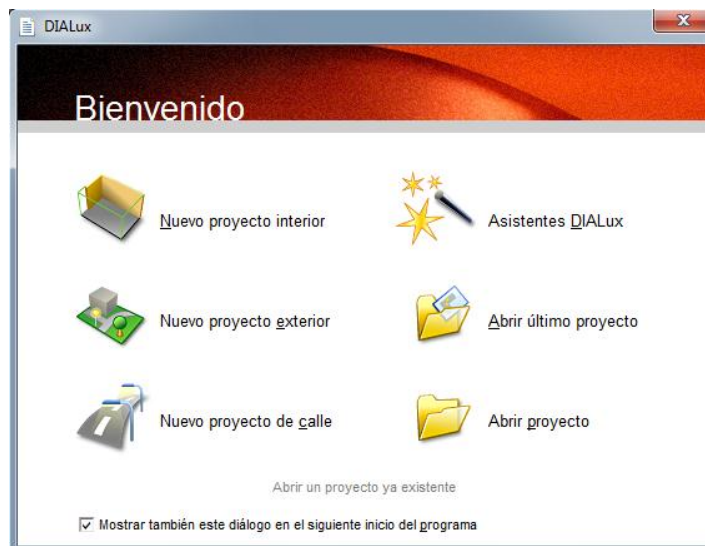 DIALux
Bienvenido
Nuevo proyecto interior
Asistentes DIALux
Nuevo proyecto exterior
Abrir último proyecto
Nuevo proyecto de calle
Abrir proyecto
Abrir un proyecto ya existente
Mostrar también este diálogo en el siguiente inicio del programa